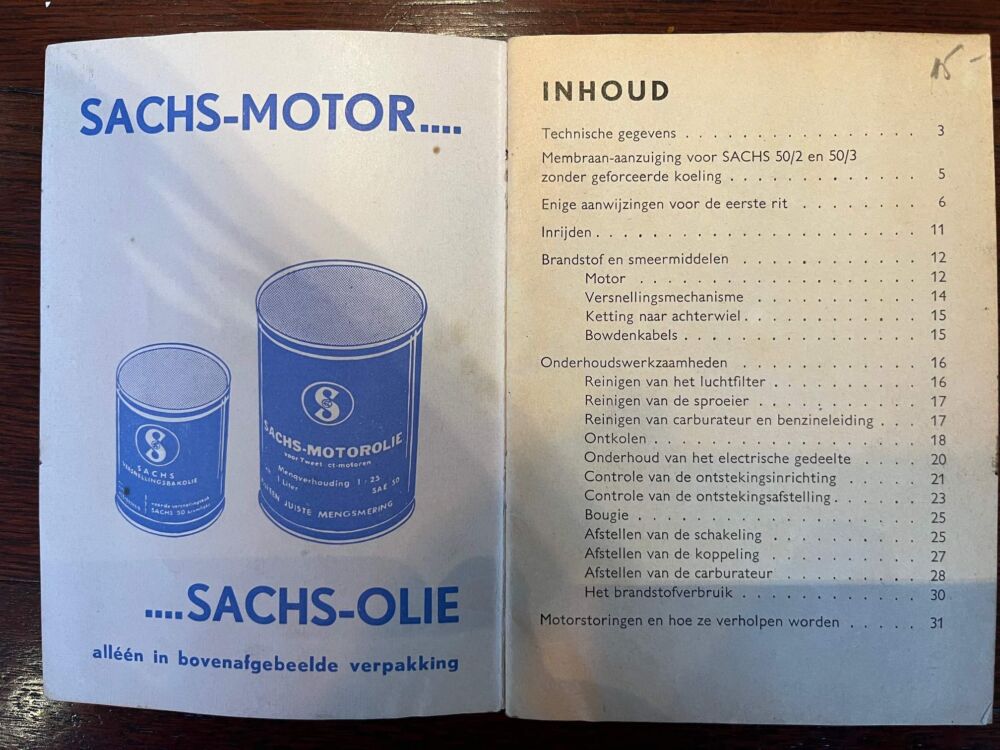 SACHS-MOTOR....
S
SACHS
VERSNELLINGSBAKOLIE
SACHS 50
S
SACHS-MOTOROLIE
voor Tweet ct-motoren
Mengverhouding 1 : 25
1 Liter
SAE 50
JUISTE MENGSMERING
....SACHS-OLIE
alléén in bovenafgebeelde verpakking
15-
INHOUD
Technische gegevens . . . . . . . . . . . . . . . . 3
Membraan-aanzuiging voor SACHS 50/2 en 50/3
zonder geforceerde koeling . . . . . . . . . . . . . 5
Enige aanwijzingen voor de eerste rit . . . . . . . . 6
Inrijden . . . . . . . . . . . . . . . . . . . . . . 11
Brandstof en smeermiddelen . . . . . . . . . . . . 12
Motor . . . . . . . . . . . . . . . . . . 12
Versnellingsmechanisme . . . . . . . . . . . 14
Ketting naar achterwiel . . . . . . . . . . . . 15
Bowdenkabels . . . . . . . . . . . . . . . . 15
Onderhoudswerkzaamheden . . . . . . . . . . . . 16
Reinigen van het luchtfilter . . . . . . . . . . 16
Reinigen van de sproeier . . . . . . . . . . . 17
Reinigen van carburateur en benzineleiding . . . 17
Ontkolen . . . . . . . . . . . . . . . . . 18
Onderhoud van het electrische gedeelte . . . . 20
Controle van de ontstekingsinrichting . . . . . 21
Controle van de ontstekingsafstelling . . . . . . 23
Bougie . . . . . . . . . . . . . . . . . . 25
Afstellen van de schakeling . . . . . . . . . . 25
Afstellen van de koppeling . . . . . . . . . . 27
Afstellen van de carburateur . . . . . . . . . 28
Het brandstofverbruik . . . . . . . . . . . . 30
Motorstoringen en hoe ze verholpen worden . . . . . 31